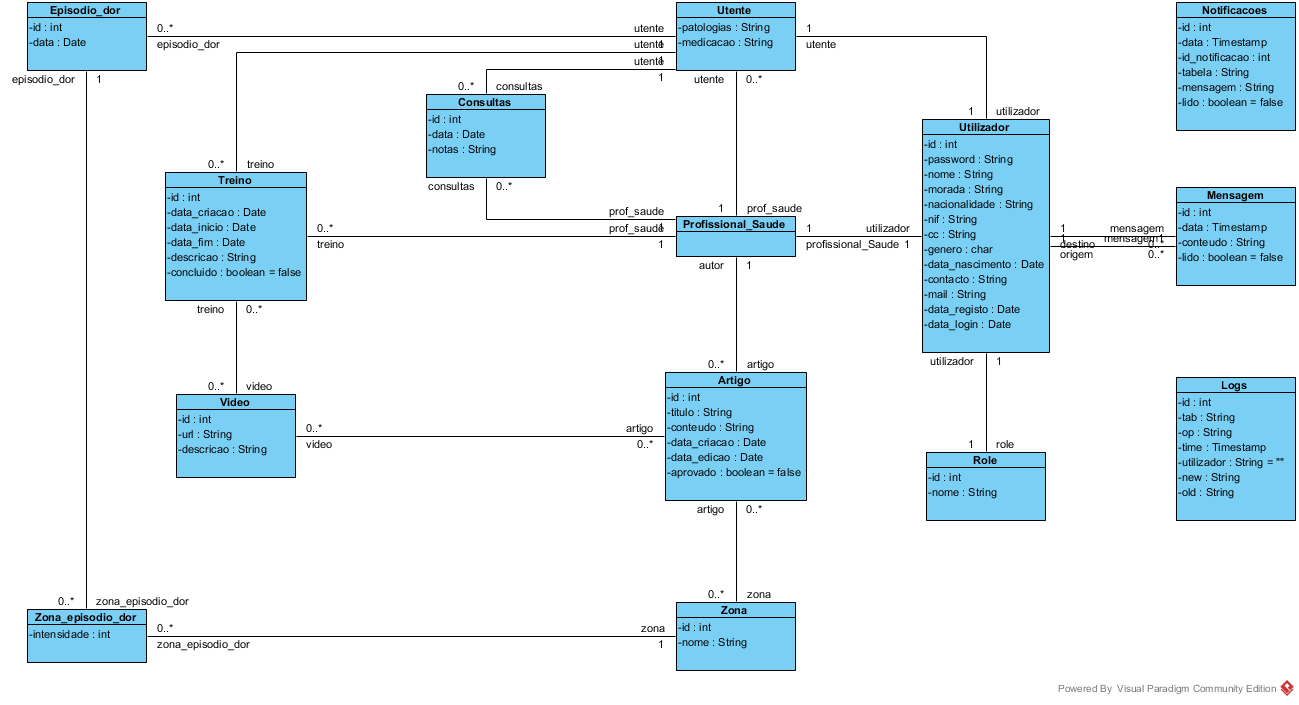 Episodio_dor
-id : int
-data : Date
0..*
episodio_dor
episodio_dor
1
utente
1
utente
1
utente
1
Utente
-patologias : String
-medicacao : String
1
utente
utente
0..*
Notificacoes
-id : int
-data : Timestamp
-id_notificacao : int
-tabela : String
-mensagem : String
-lido : boolean = false
0..*
consultas
Consultas
-id : int
-data : Date
-notas : String
consultas
0..*
1
utilizador
Utilizador
-id : int
-password : String
-nome : String
-morada : String
-nacionalidade : String
-nif : String
-cc : String
-genero : char
-data_nascimento : Date
-contacto : String
-mail : String
-data_registo : Date
-data_login : Date
utilizador
1
0..*
treino
Treino
-id : int
-data_criacao : Date
-data_inicio : Date
-data_fim : Date
-descricao : String
-concluido : boolean = false
0..*
treino
treino
0..*
prof_saude
1
prof_saude
1
1
prof_saude
Profissional_Saude
1
profissional_Saude
utilizador
1
autor
1
Mensagem
-id : int
-data : Timestamp
-conteudo : String
-lido : boolean = false
1
destino
1
origem
mensagem
0..*
mensagem
0..*
0..*
video
Video
-id : int
-url : String
-descricao : String
0..*
video
artigo
0..*
0..*
artigo
Artigo
-id : int
-titulo : String
-conteudo : String
-data_criacao : Date
-data_edicao : Date
-aprovado : boolean = false
artigo
0..*
1
role
Role
-id : int
-nome : String
Logs
-id : int
-tab : String
-op : String
-time : Timestamp
-utilizador : String = ""
-new : String
-old : String
0..*
zona_episodio_dor
Zona_episodio_dor
-intensidade : int
0..*
zona_episodio_dor
zona
1
0..*
zona
Zona
-id : int
-nome : String
Powered By Visual Paradigm Community Edition